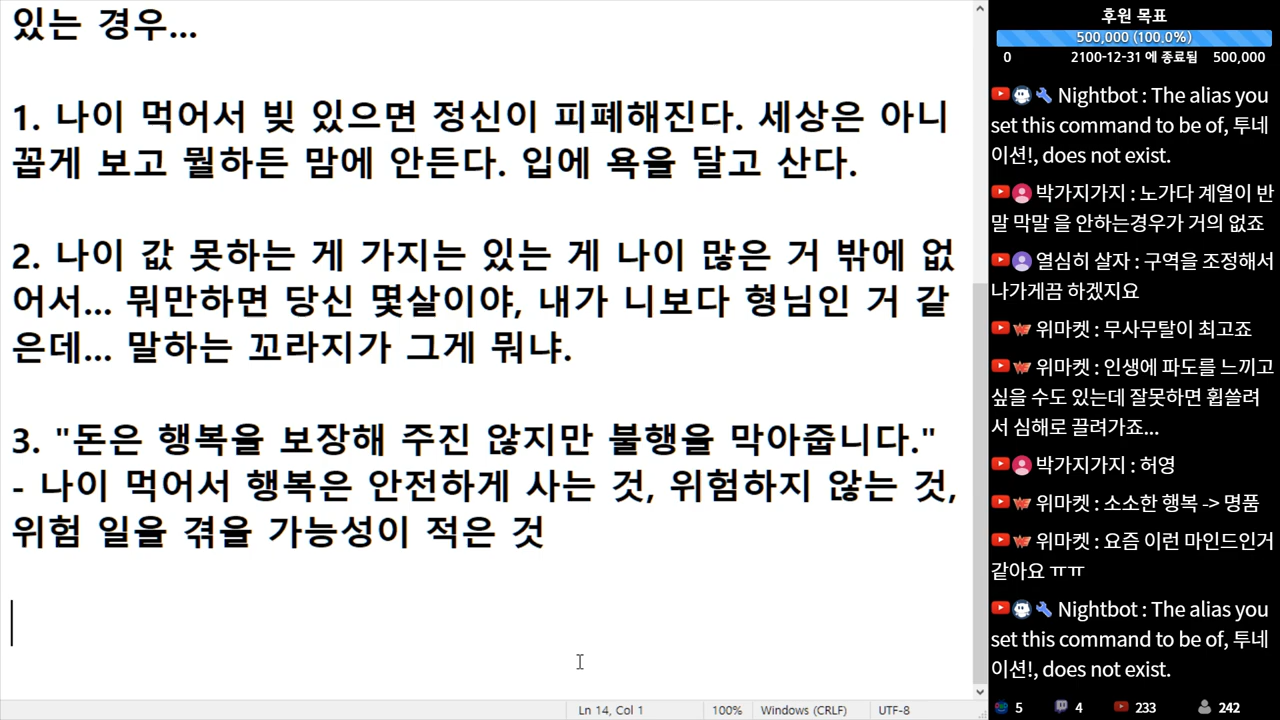 있는 경우...
1. 나이 먹어서 빚 있으면 정신이 피폐해진다. 세상은 아니
꼽게 보고 뭘하든 맘에 안든다. 입에 욕을 달고 산다.
2. 나이 값 못하는 게 가지는 있는 게 나이 많은 거 밖에 없
어서... 뭐만하면 당신 몇살이야, 내가 니보다 형님인 거 같
은데... 말하는 꼬라지가 그게 뭐냐.
3. "돈은 행복을 보장해 주진 않지만 불행을 막아줍니다."
- 나이 먹어서 행복은 안전하게 사는 것, 위험하지 않는 것,
위험 일을 겪을 가능성이 적은 것
Ln 14, Col 1
100%
Windows (CRLF)
UTF-8
후원 목표
500,000 (100.0%)
0 2100-12-31 에 종료됨 500,000
Nightbot : The alias you
set this command to be of, 투네
이션!, does not exist.
박가지가지 : 노가다 계열이 반
말 막말 을 안하는경우가 거의 없죠
열심히 살자 : 구역을 조정해서
나가게끔 하겠지요
위마켓 : 무사무탈이 최고죠
위마켓 : 인생에 파도를 느끼고
싶을 수도 있는데 잘못하면 휩쓸려
서 심해로 끌려가죠...
박가지가지 : 허영
위마켓 : 소소한 행복 -> 명품
위마켓 : 요즘 이런 마인드인거
같아요 ㅠㅠ
Nightbot : The alias you
set this command to be of, 투네
이션!, does not exist.
5 4 233 242